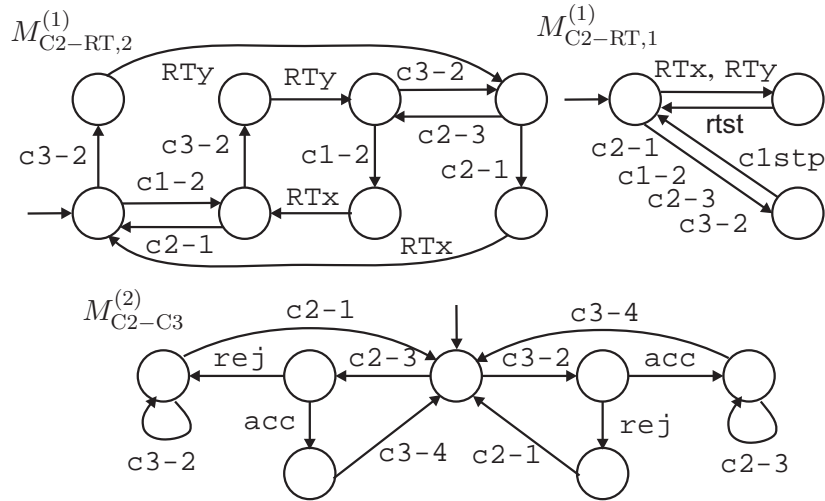 M^{(1)}_{C2-RT,2}
M^{(1)}_{C2-RT,1}
RTy
RTy
c3-2
RTx, RTy
c2-3
rtst
c3-2
c3-2
c1-2
c2-1
c2-1
c1stp
c1-2
c1-2
RTx
c2-3
c2-1
c3-2
RTx
M^{(2)}_{C2-C3}
c2-1
c3-4
rej
c2-3
c3-2
acc
acc
rej
c3-2
c3-4
c2-1
c2-3